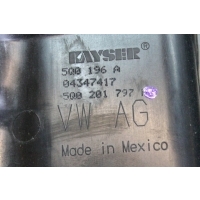 KAYSER
5Q0 196 A
04347417
5Q0 201 797
VW AG
Made in Mexico